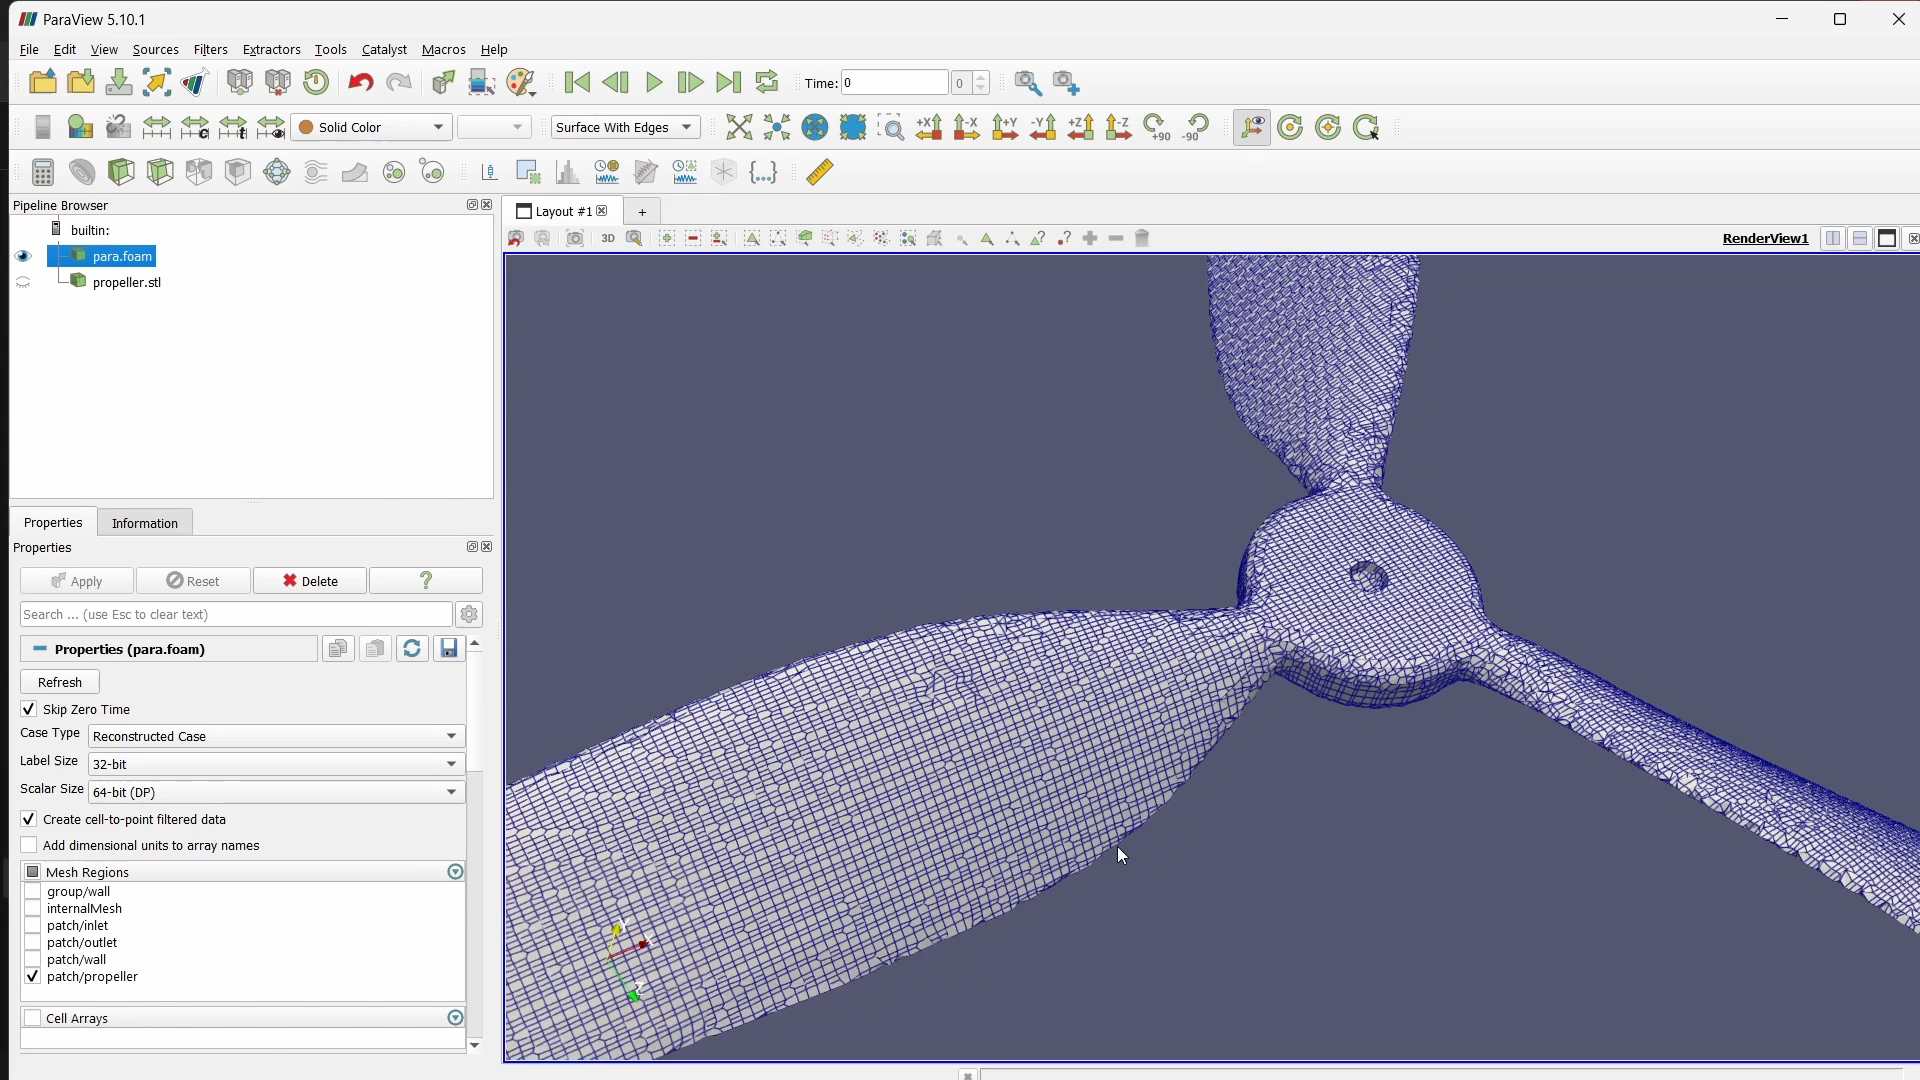 ParaView 5.10.1
File Edit View Sources Filters Extractors Tools Catalyst Macros Help
Time: 0 0
c t Solid Color Surface With Edges +X -X +Y -Y +Z -Z +90 -90
Pipeline Browser
Layout #1 +
builtin:
3D RenderView1
para.foam
propeller.stl
Properties Information
Properties
Apply Reset Delete ?
Search ... (use Esc to clear text)
Properties (para.foam)
Refresh
Skip Zero Time
Case Type Reconstructed Case
Label Size 32-bit
Scalar Size 64-bit (DP)
Create cell-to-point filtered data
Add dimensional units to array names
Mesh Regions
group/wall
internalMesh
patch/inlet
patch/outlet
patch/wall
patch/propeller
Cell Arrays
Y
X
Z